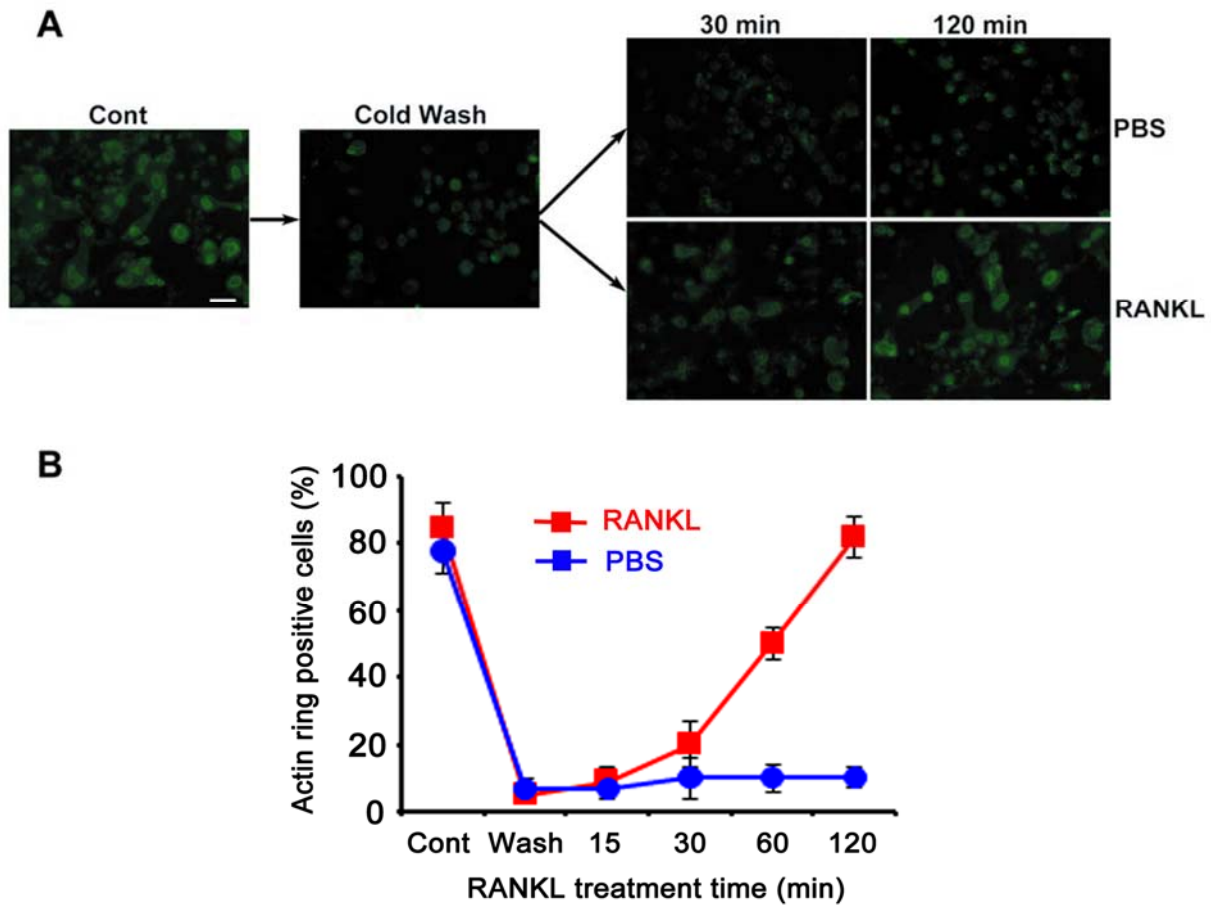 A
30 min
120 min
Cont
Cold Wash
PBS
RANKL
B
Actin ring positive cells (%)
100
80
60
40
20
0
RANKL
PBS
Cont Wash 15 30 60 120
RANKL treatment time (min)